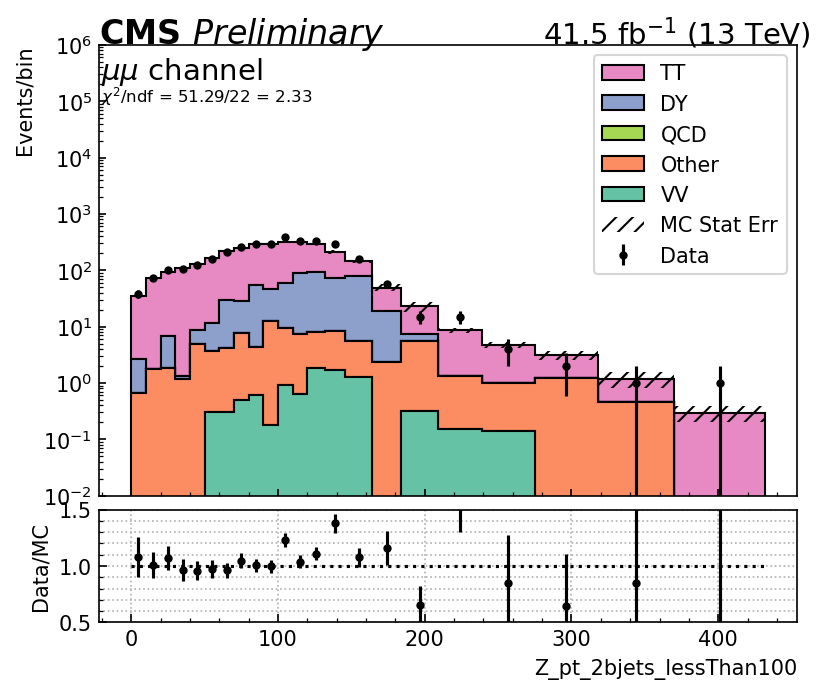 CMS Preliminary 41.5 fb⁻¹ (13 TeV)
μμ channel
χ²/ndf = 51.29/22 = 2.33
Events/bin
10⁶
10⁵
10⁴
10³
10²
10¹
10⁰
10⁻¹
10⁻²
TT
DY
QCD
Other
VV
MC Stat Err
Data
Data/MC
1.5
1.0
0.5
0 100 200 300 400
Z_pt_2bjets_lessThan100